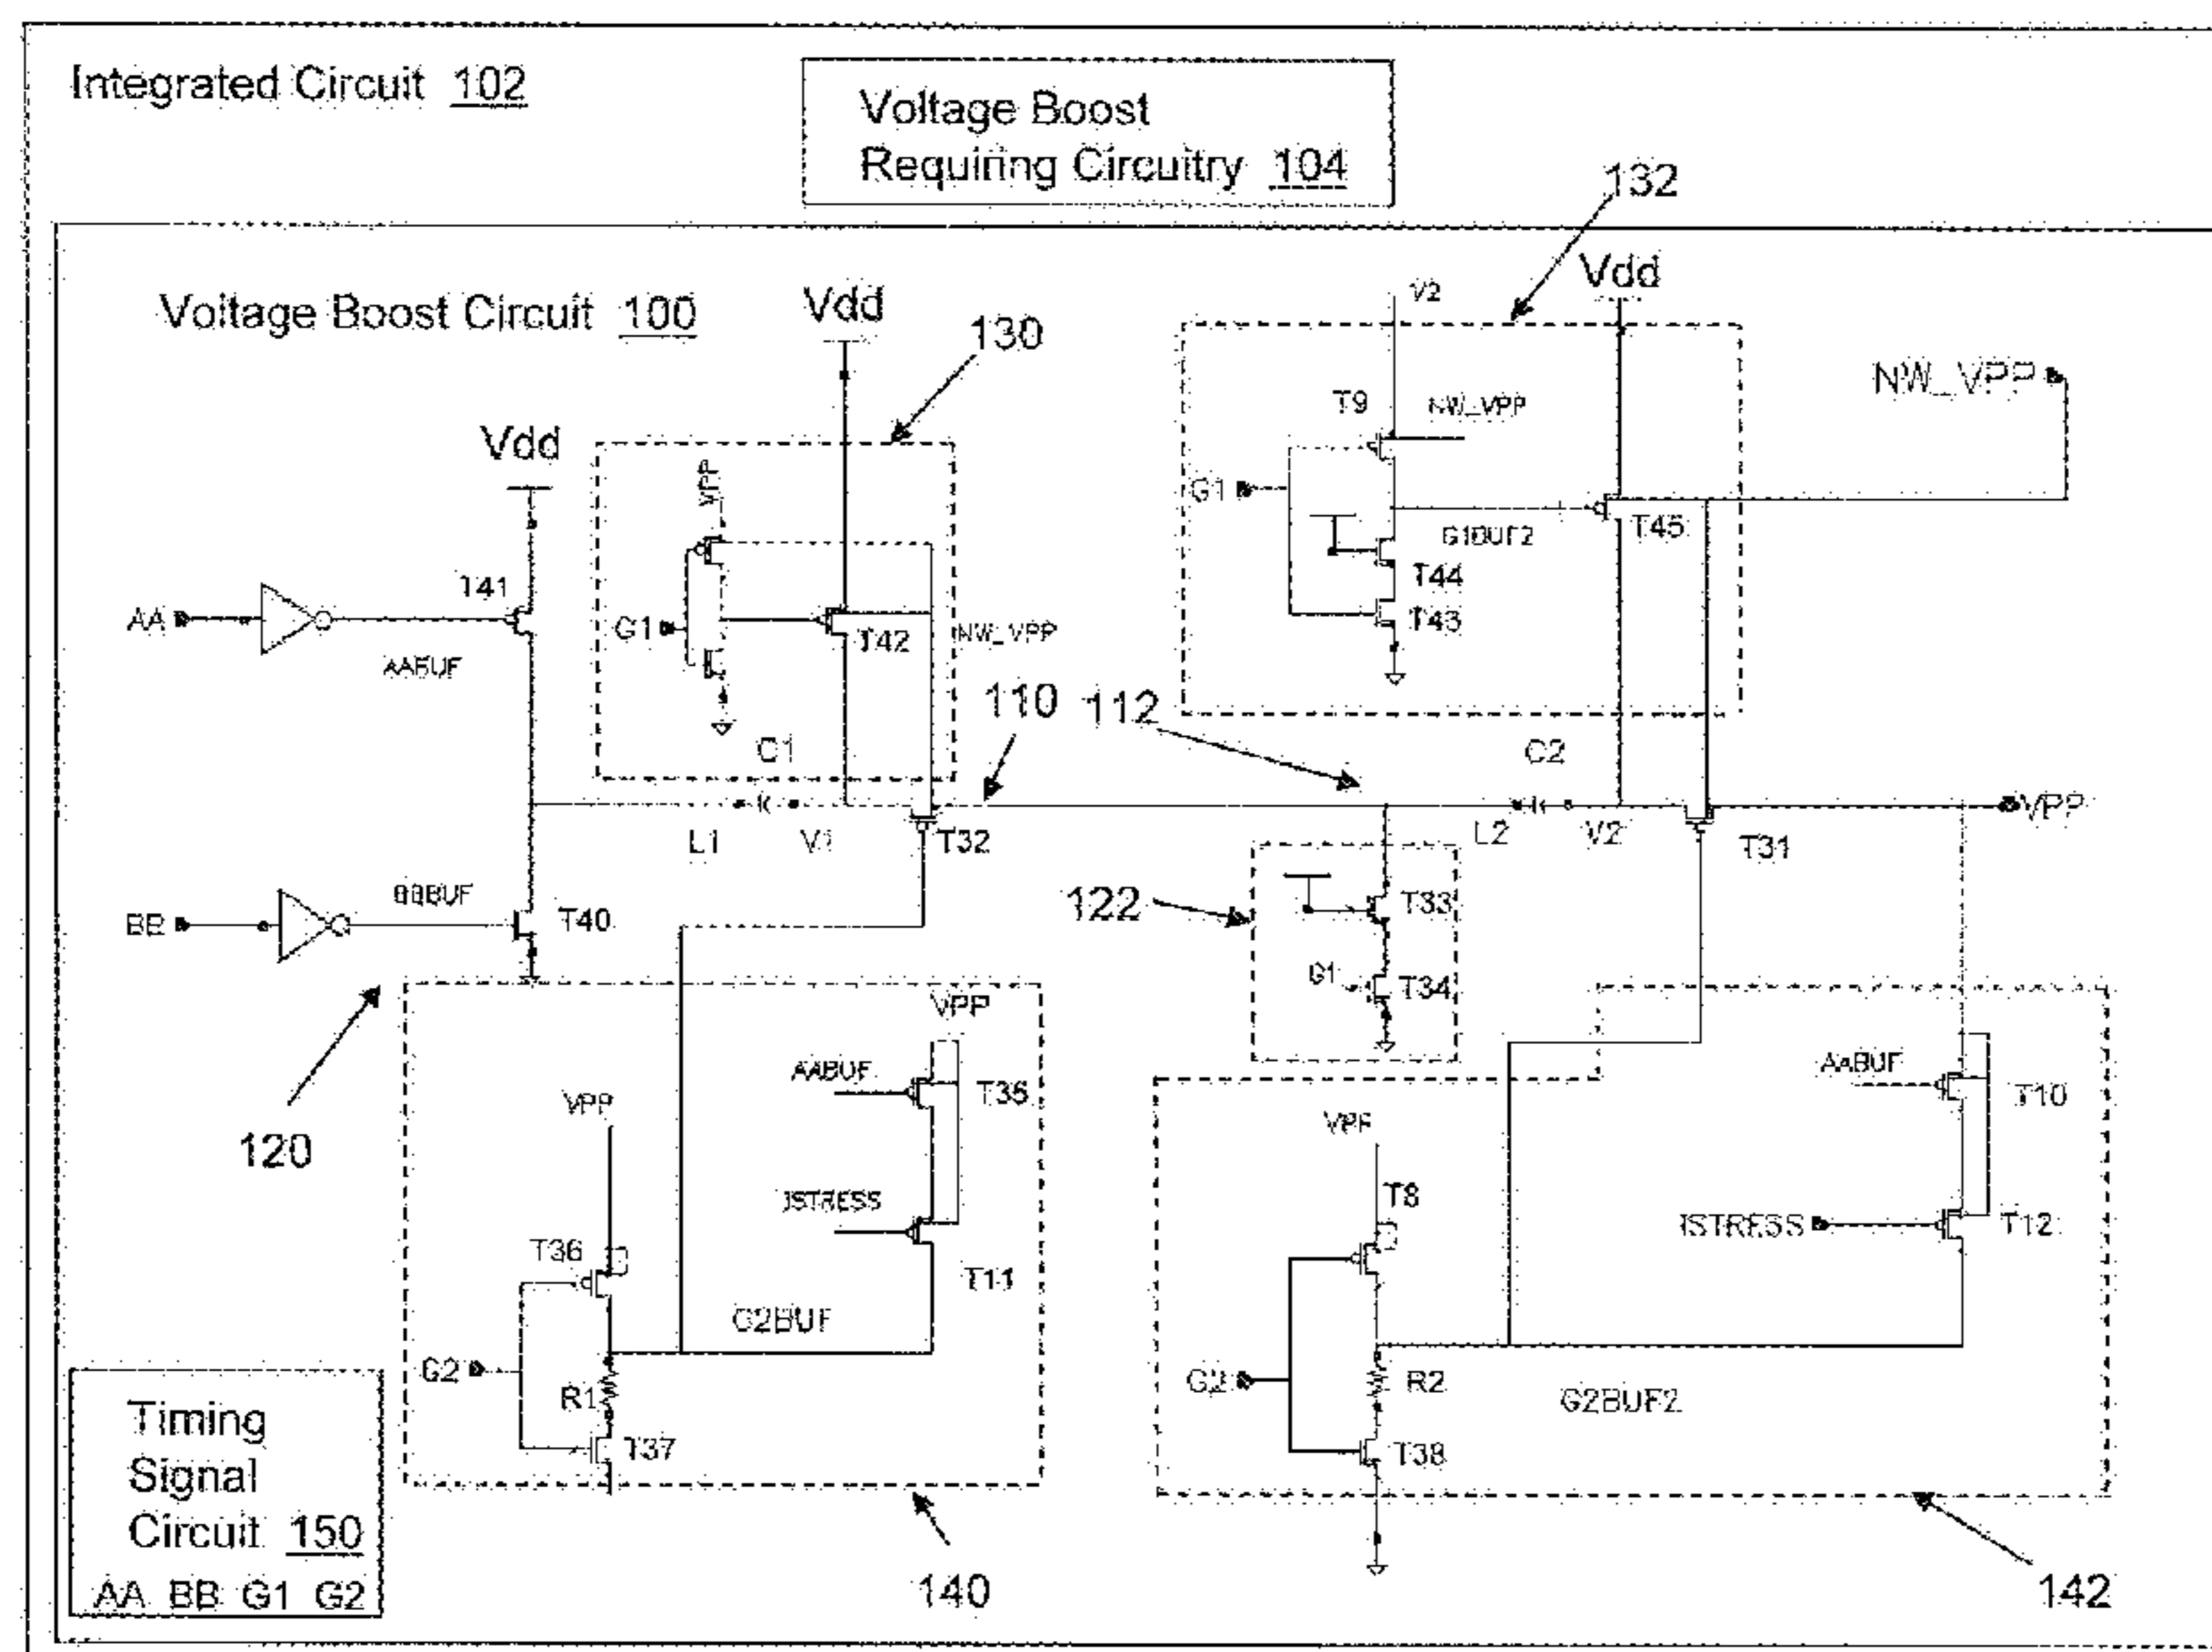 Integrated Circuit 102
Voltage Boost
Requiring Circuitry 104
132
Vdd
V2
Voltage Boost Circuit 100
Vdd
130
NW_VPP
T9
NW_VPP
Vdd
VPP
G1
T45
G1BUF2
T41
T44
AA
G1
T42
NW_VPP
T43
AABUF
110
112
C1
C2
L1
V1
T32
L2
V2
T31
VPP
BBBUF
122
T33
BB
T40
G1
T34
VPP
AABUF
T35
AABUF
T10
120
VPP
VPP
ISTRESS
T8
T36
ISTRESS
T12
T11
G2BUF
G2
R1
G2
R2
G2BUF2
T37
T38
Timing
Signal
Circuit 150
AA BB G1 G2
140
142